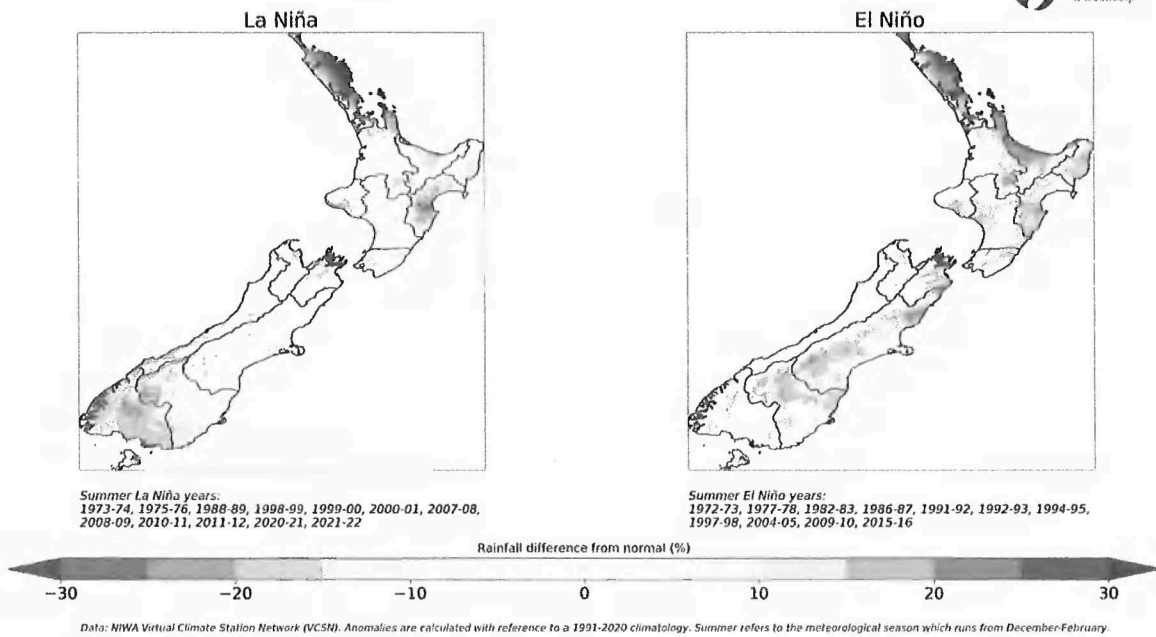 La Niña
El Niño
Summer La Niña years:
1973-74, 1975-76, 1988-89, 1998-99, 1999-00, 2000-01, 2007-08,
2008-09, 2010-11, 2011-12, 2020-21, 2021-22
Summer El Niño years:
1972-73, 1977-78, 1982-83, 1986-87, 1991-92, 1992-93, 1994-95,
1997-98, 2004-05, 2009-10, 2015-16
Rainfall difference from normal (%)
−30 −20 −10 0 10 20 30
Data: NIWA Virtual Climate Station Network (VCSN). Anomalies are calculated with reference to a 1991-2020 climatology. Summer refers to the meteorological season which runs from December-February.